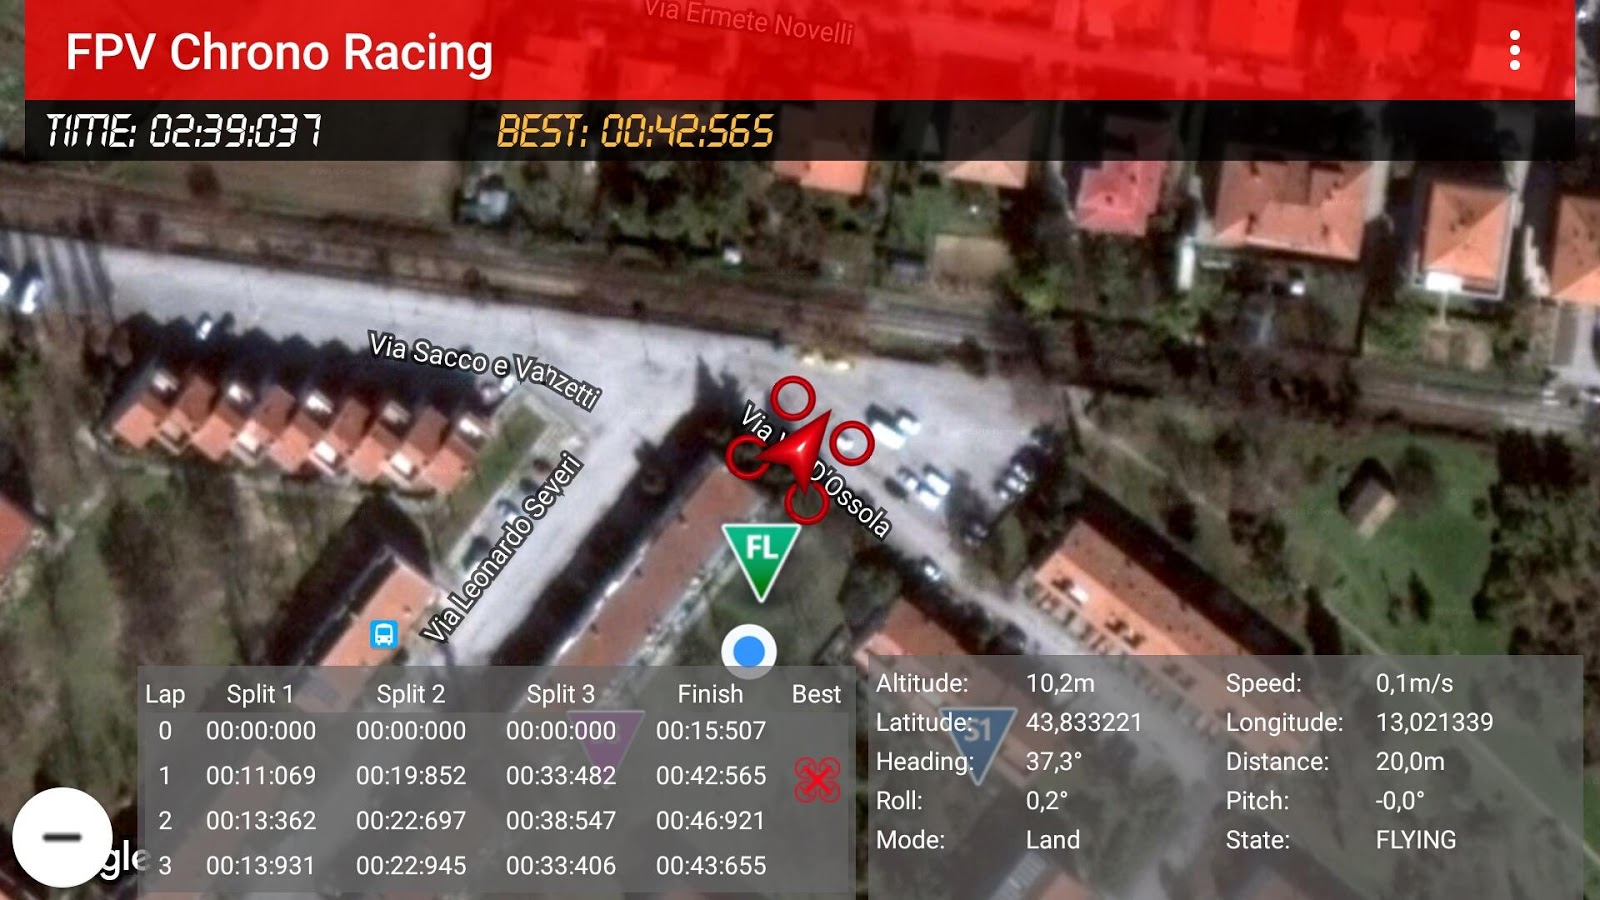 Via Ermete Novelli
FPV Chrono Racing
TIME: 02:39:037 BEST: 00:42:565
Via Sacco e Vanzetti
D'Ossola
Via Leonardo Severi
FL
Lap Split 1 Split 2 Split 3 Finish Best
0 00:00:000 00:00:000 00:00:000 00:15:507
1 00:11:069 00:19:852 00:33:482 00:42:565
2 00:13:362 00:22:697 00:38:547 00:46:921
3 00:13:931 00:22:945 00:33:406 00:43:655
S1
Altitude: 10,2m Speed: 0,1m/s
Latitude: 43,833221 Longitude: 13,021339
Heading: 37,3° Distance: 20,0m
Roll: 0,2° Pitch: -0,0°
Mode: Land State: FLYING